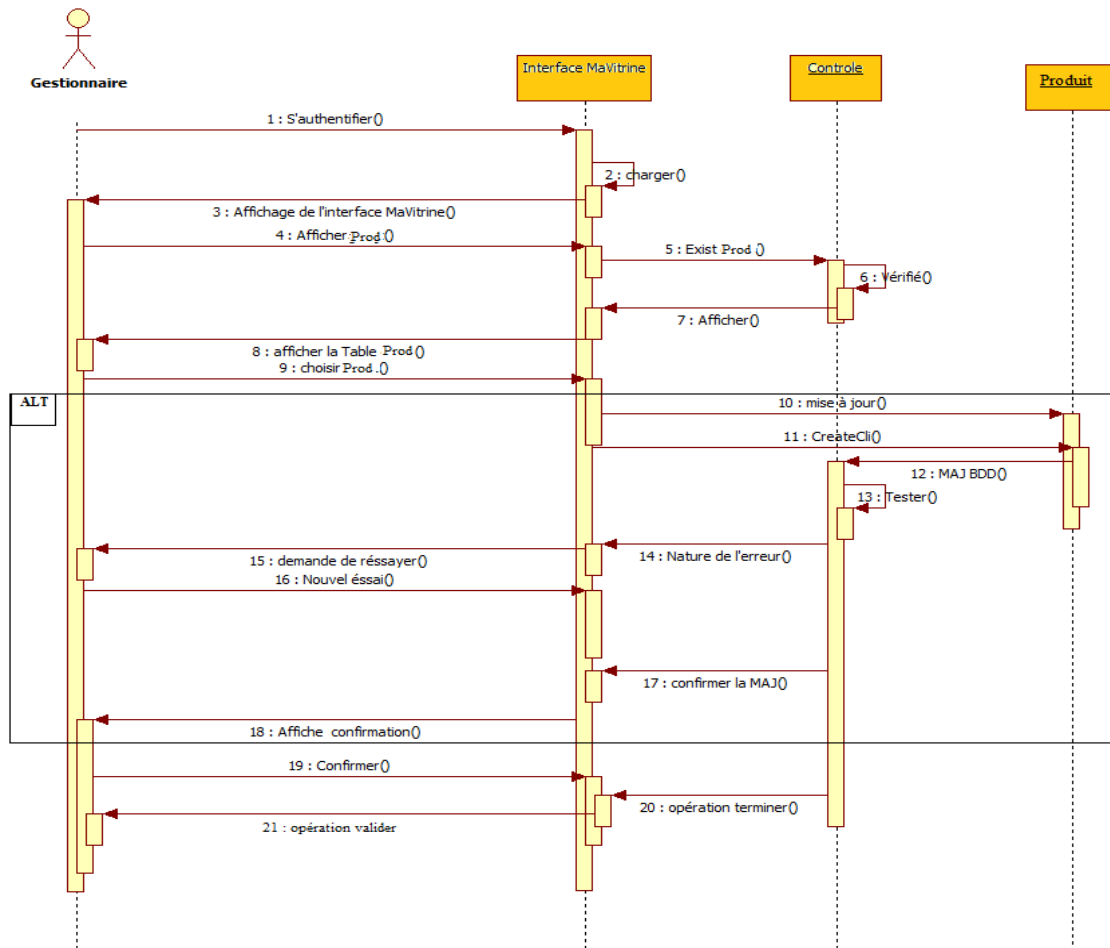 Gestionnaire
Interface MaVitrine
Controle
Produit
1 : S'authentifier()
2 : charger()
3 : Affichage de l'interface MaVitrine()
4 : Afficher Prod ()
5 : Exist Prod ()
6 : Vérifié()
7 : Afficher()
8 : afficher la Table Prod()
9 : choisir Prod.()
ALT
10 : mise à jour()
11 : CreateCli()
12 : MAJ BDD()
13 : Tester()
14 : Nature de l'erreur()
15 : demande de réssayer()
16 : Nouvel éssai()
17 : confirmer la MAJ()
18 : Affiche confirmation()
19 : Confirmer()
20 : opération terminer()
21 : opération valider